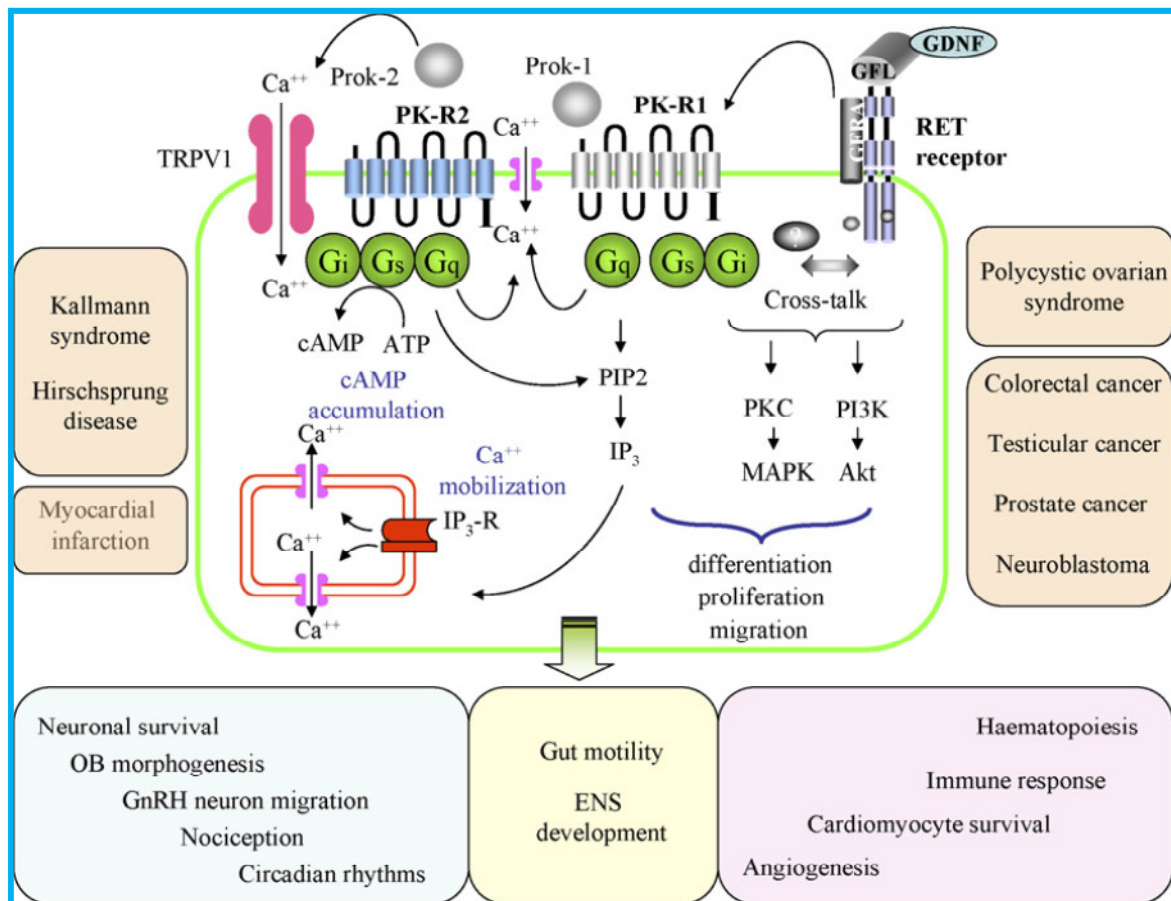 GDNF
GFL
GFRA
RET
receptor
Prok-2
Prok-1
Ca++
PK-R2
Ca++
PK-R1
TRPV1
Ca++
Gi Gs Gq
Gq Gs Gi
?
Ca++
Cross-talk
cAMP ATP
cAMP
accumulation
PIP2
IP3
PKC PI3K
MAPK Akt
Ca++
Ca++
mobilization
IP3-R
Ca++
Ca++
differentiation
proliferation
migration
Kallmann
syndrome
Hirschsprung
disease
Myocardial
infarction
Polycystic ovarian
syndrome
Colorectal cancer
Testicular cancer
Prostate cancer
Neuroblastoma
Neuronal survival
OB morphogenesis
GnRH neuron migration
Nociception
Circadian rhythms
Gut motility
ENS
development
Haematopoiesis
Immune response
Cardiomyocyte survival
Angiogenesis